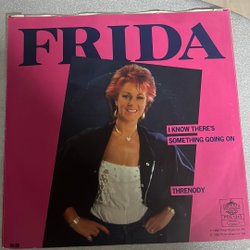 FRIDA
I KNOW THERE'S
SOMETHING GOING ON
THRENODY